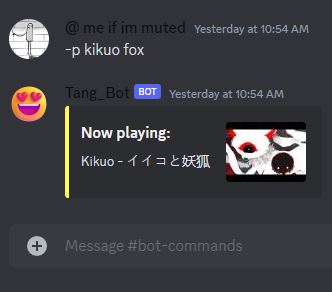 @ me if im muted Yesterday at 10:54 AM
-p kikuo fox
Tang_Bot BOT Yesterday at 10:54 AM
Now playing:
Kikuo - イイコと妖狐
Message #bot-commands